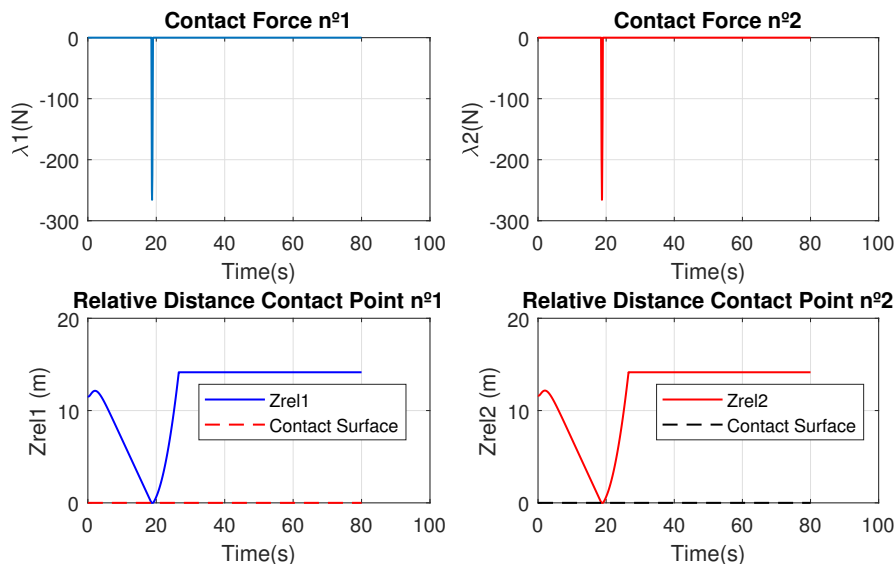 Contact Force nº1
0
-100
-200
-300
λ1(N)
0 20 40 60 80 100
Time(s)
Contact Force nº2
0
-100
-200
-300
λ2(N)
0 20 40 60 80 100
Time(s)
Relative Distance Contact Point nº1
20
10
0
Zrel1 (m)
Zrel1
Contact Surface
0 20 40 60 80 100
Time(s)
Relative Distance Contact Point nº2
20
10
0
Zrel2 (m)
Zrel2
Contact Surface
0 20 40 60 80 100
Time(s)